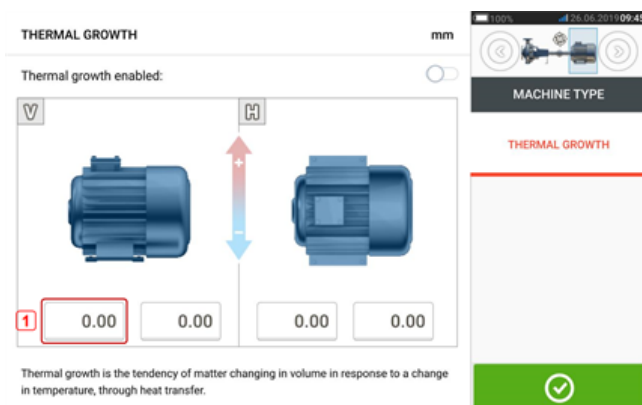 THERMAL GROWTH
mm
Thermal growth enabled:
V
H
+
-
1
0.00
0.00
0.00
0.00
Thermal growth is the tendency of matter changing in volume in response to a change
in temperature, through heat transfer.
100%
26.06.2019 09:45
MACHINE TYPE
THERMAL GROWTH